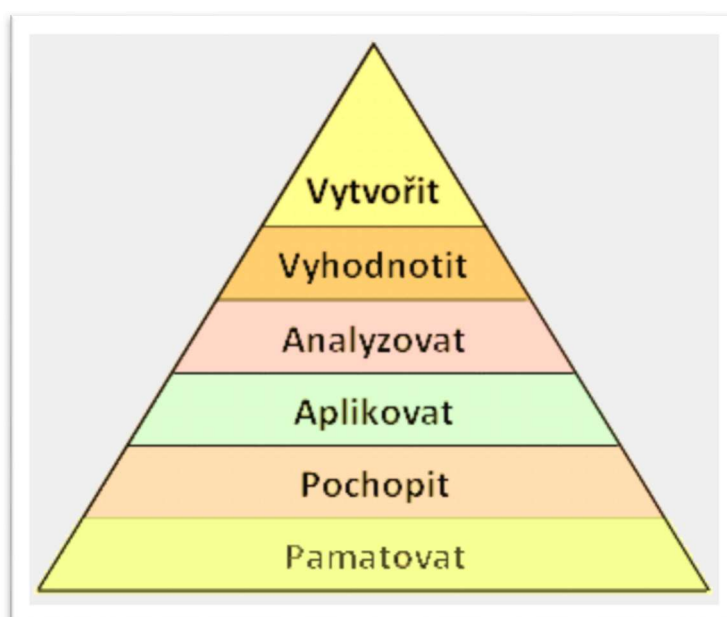 Vytvořit
Vyhodnotit
Analyzovat
Aplikovat
Pochopit
Pamatovat